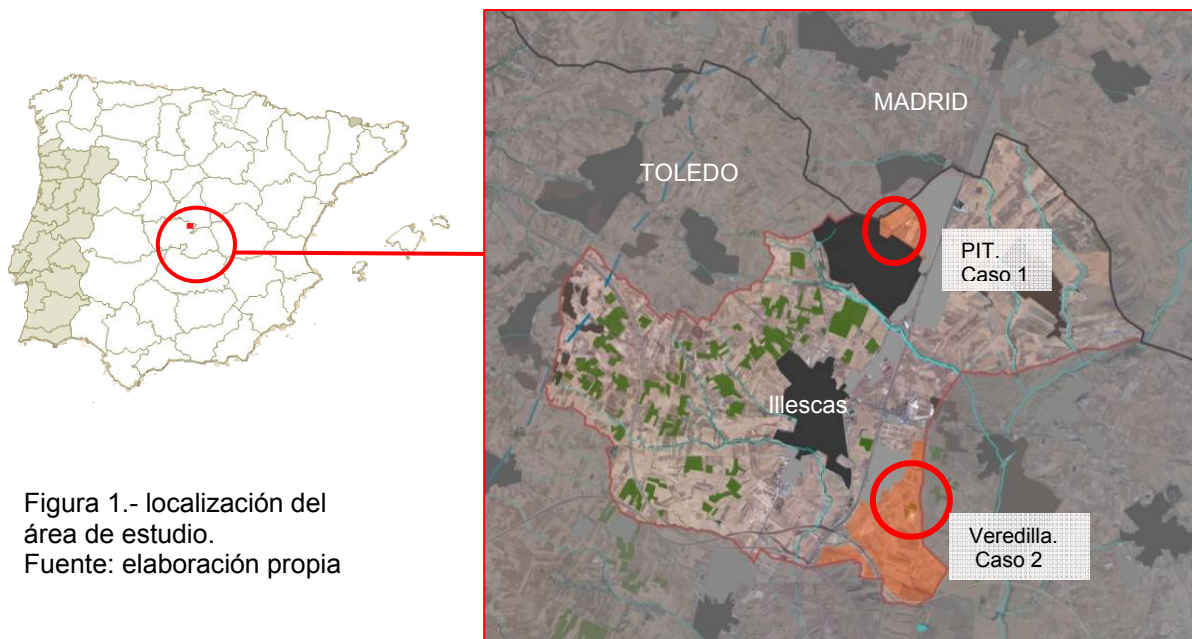 MADRID
TOLEDO
PIT.
Caso 1
Illescas
Veredilla.
Caso 2
Figura 1.- localización del
área de estudio.
Fuente: elaboración propia